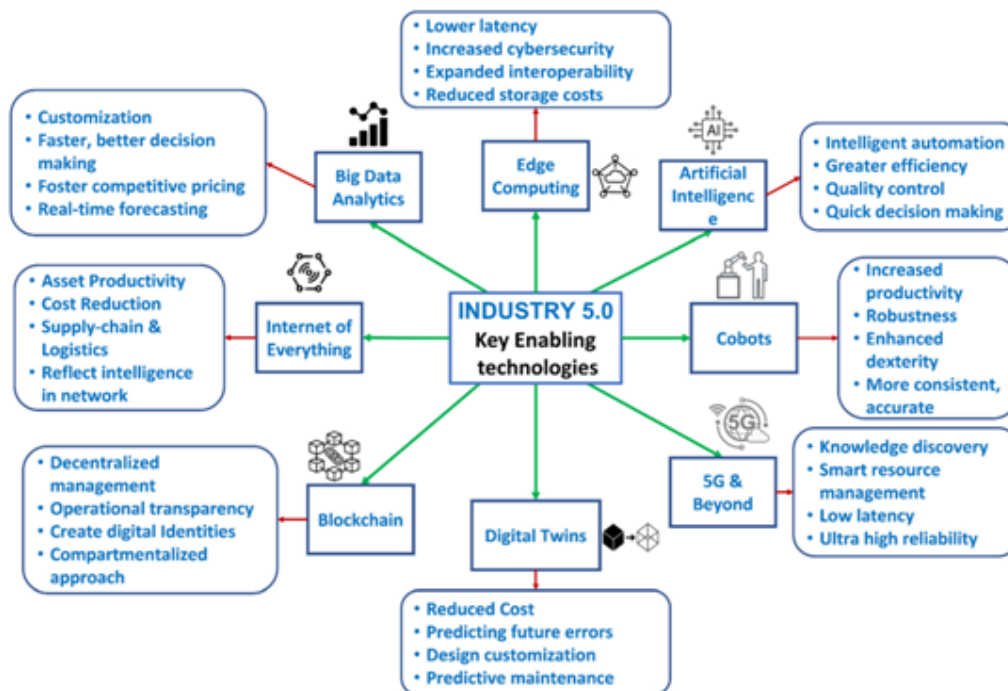 • Lower latency
• Increased cybersecurity
• Expanded interoperability
• Reduced storage costs
• Customization
• Faster, better decision
making
• Foster competitive pricing
• Real-time forecasting
Big Data
Analytics
Edge
Computing
AI
Artificial
Intelligenc
e
• Intelligent automation
• Greater efficiency
• Quality control
• Quick decision making
• Asset Productivity
• Cost Reduction
• Supply-chain &
Logistics
• Reflect intelligence
in network
Internet of
Everything
INDUSTRY 5.0
Key Enabling
technologies
Cobots
• Increased
productivity
• Robustness
• Enhanced
dexterity
• More consistent,
accurate
• Decentralized
management
• Operational transparency
• Create digital Identities
• Compartmentalized
approach
Blockchain
Digital Twins
5G
5G &
Beyond
• Knowledge discovery
• Smart resource
management
• Low latency
• Ultra high reliability
• Reduced Cost
• Predicting future errors
• Design customization
• Predictive maintenance